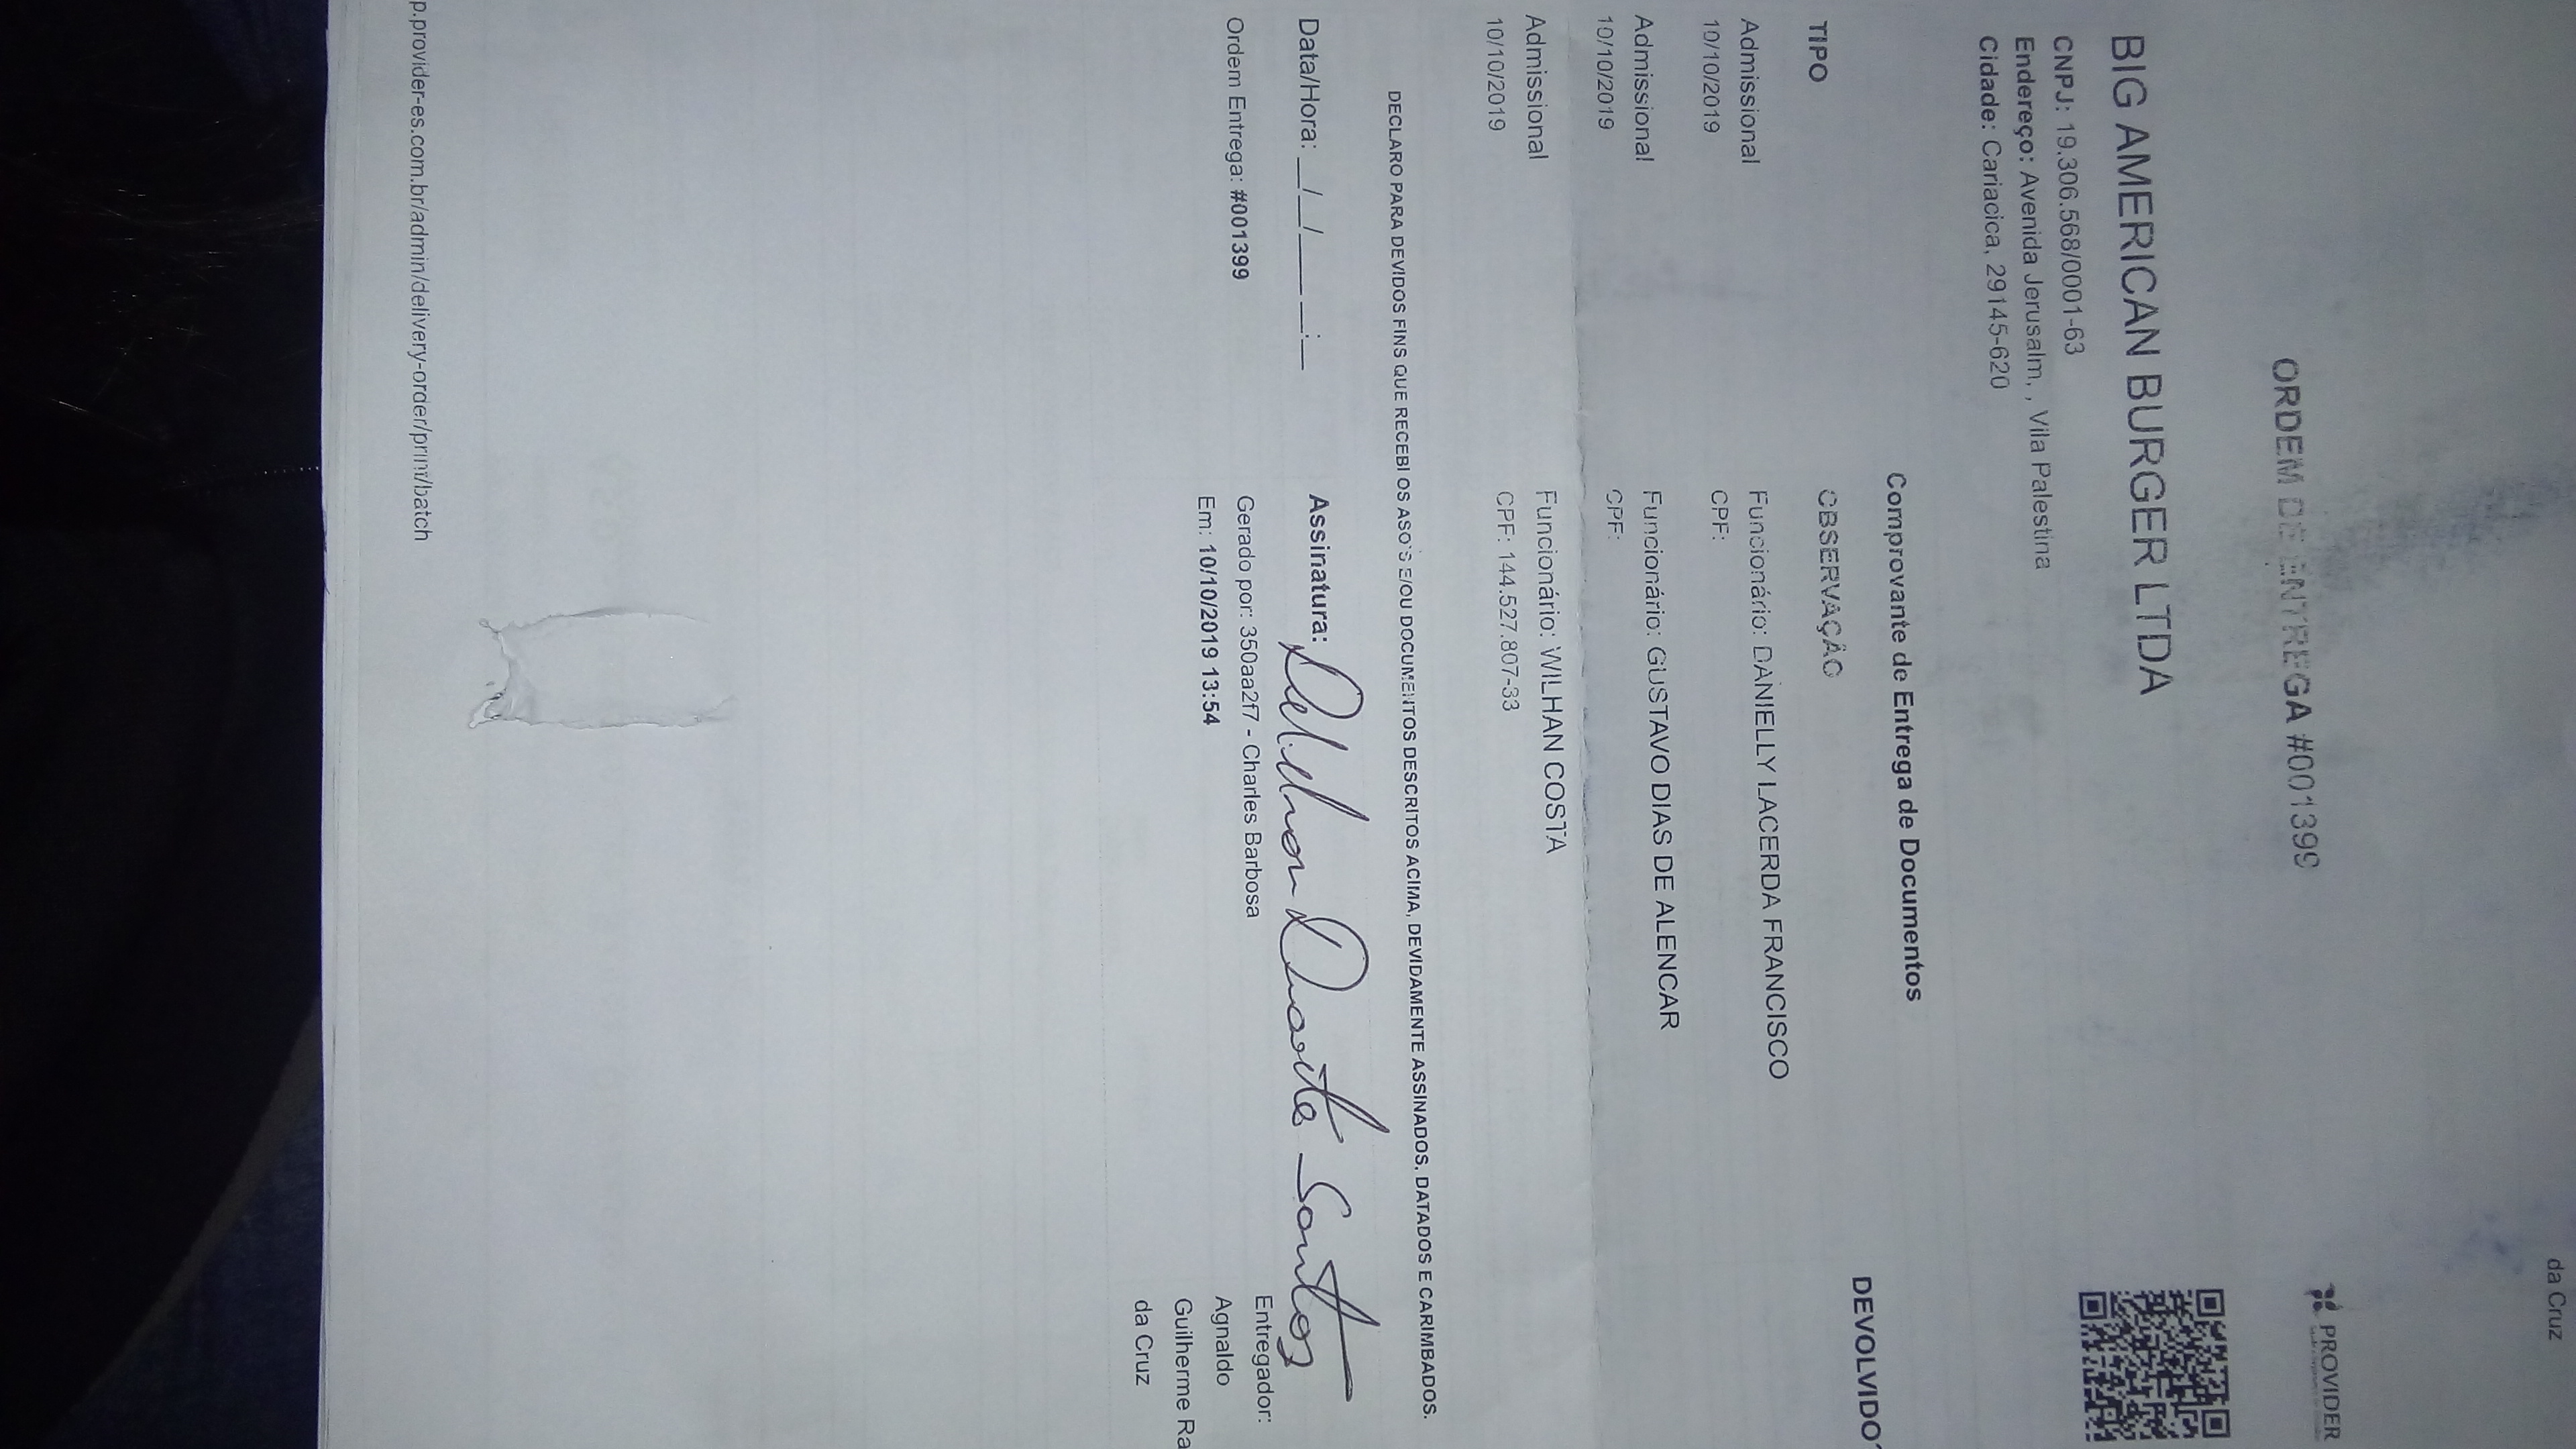 da Cruz
PROVIDER
ORDEM DE ENTREGA #001399
BIG AMERICAN BURGER LTDA
CNPJ: 19.306.568/0001-63
Endereço: Avenida Jerusalm, , Vila Palestina
Cidade: Cariacica, 29145-620
Comprovante de Entrega de Documentos
TIPO OBSERVAÇÃO DEVOLVIDO?
Admissional Funcionário: DANIELLY LACERDA FRANCISCO
10/10/2019 CPF:
Admissional Funcionário: GUSTAVO DIAS DE ALENCAR
10/10/2019 CPF:
Admissional Funcionário: WILHAN COSTA
10/10/2019 CPF: 144.527.807-33
DECLARO PARA DEVIDOS FINS QUE RECEBI OS ASO'S E/OU DOCUMENTOS DESCRITOS ACIMA, DEVIDAMENTE ASSINADOS, DATADOS E CARIMBADOS.
Data/Hora: __/__/____ __:__ Assinatura: Duarte Santos
Ordem Entrega: #001399 Gerado por: 350aa2f7 - Charles Barbosa Entregador:
Em: 10/10/2019 13:54 Agnaldo
Guilherme Ra
da Cruz
p.provider-es.com.br/admin/delivery-order/print/batch